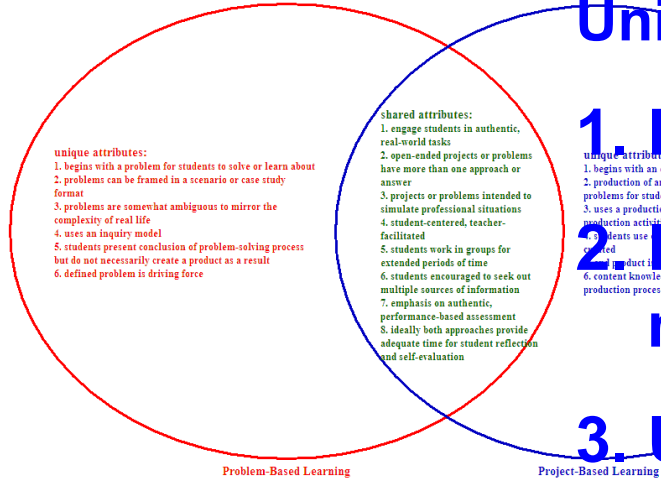 unique attributes:
1. begins with a problem for students to solve or learn about
2. problems can be framed in a scenario or case study
format
3. problems are somewhat ambiguous to mirror the
complexity of real life
4. uses an inquiry model
5. students present conclusion of problem-solving process
but do not necessarily create a product as a result
6. defined problem is driving force
shared attributes:
1. engage students in authentic,
real-world tasks
2. open-ended projects or problems
have more than one approach or
answer
3. projects or problems intended to
simulate professional situations
4. student-centered, teacher-
facilitated
5. students work in groups for
extended periods of time
6. students encouraged to seek out
multiple sources of information
7. emphasis on authentic,
performance-based assessment
8. ideally both approaches provide
adequate time for student reflection
and self-evaluation
Uni
1.
2.
3. U
unique
1. begins with an
2. production of
problems for
3. uses a
production
students use
product
6. content
production
Problem-Based Learning
Project-Based Learning